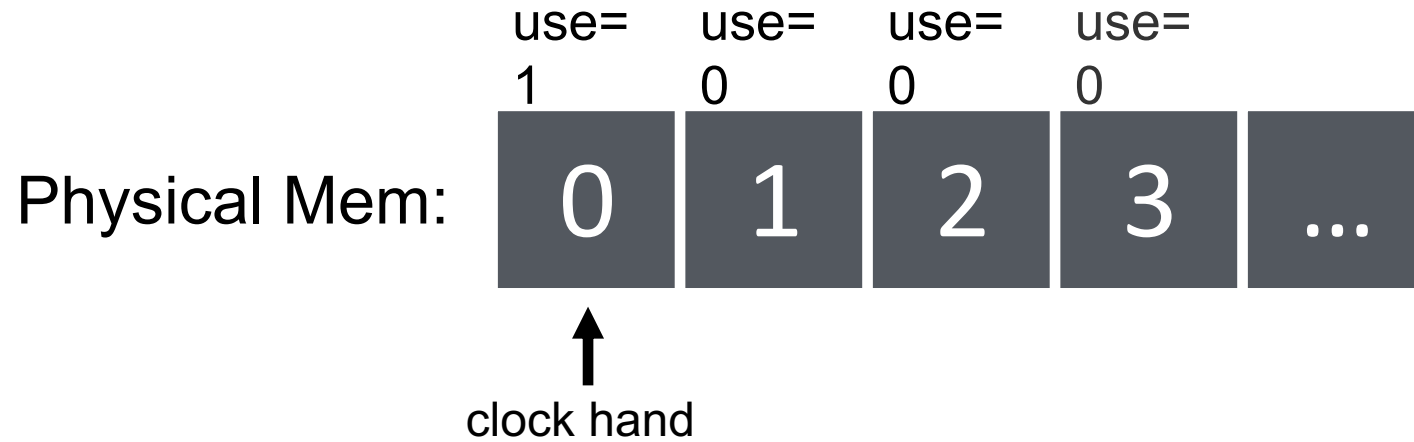 use= use= use= use=
1 0 0 0
Physical Mem: 0 1 2 3 ...
clock hand